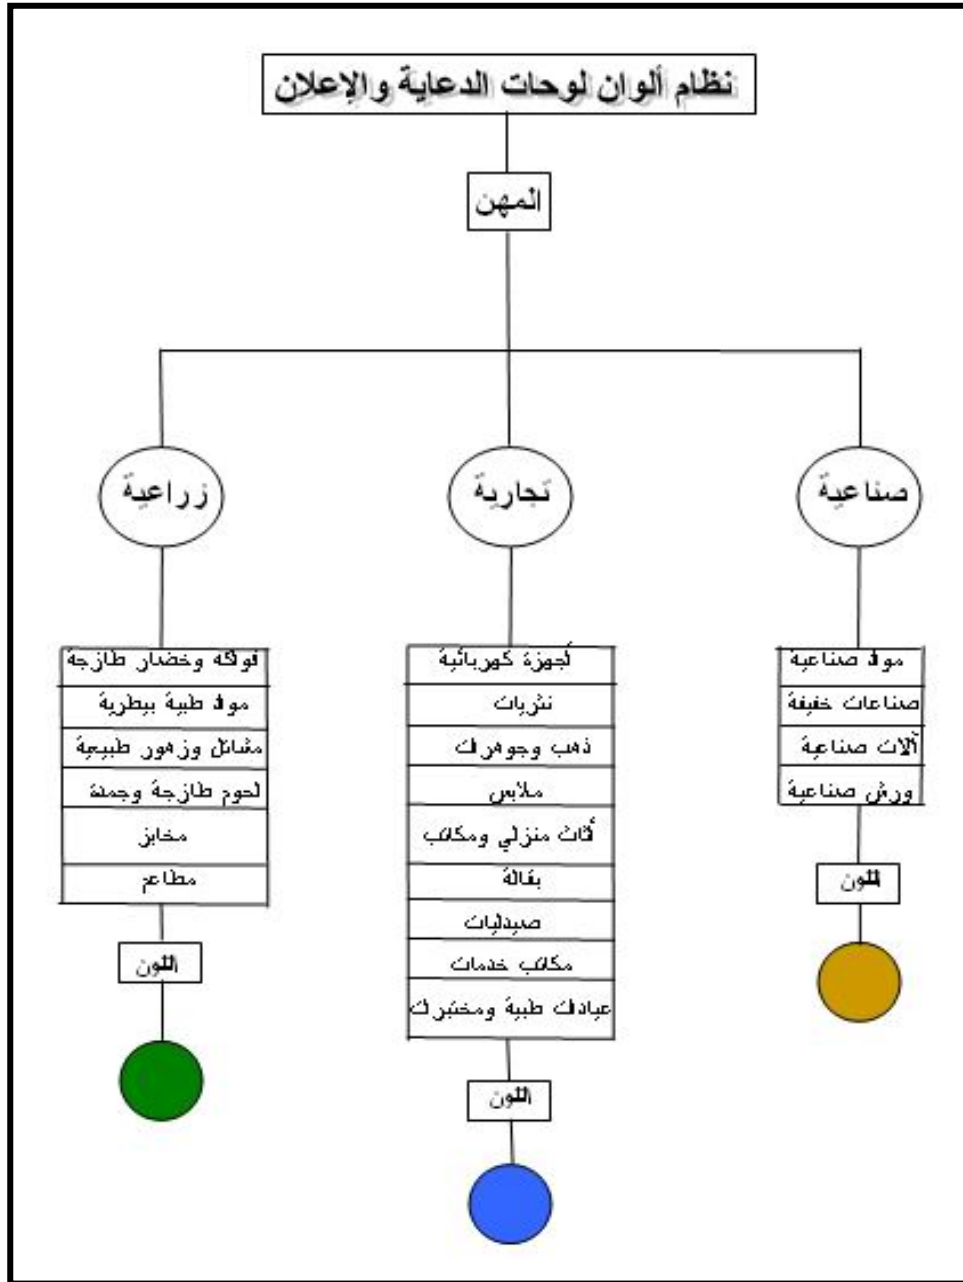 نظام ألوان لوحات الدعاية والإعلان
المهن
صناعية
مواد صناعية
صناعات خفيفة
آلات صناعية
ورش صناعية
اللون
تجارية
أجهزة كهربائية
نثريات
ذهب وجوهرات
ملابس
أثاث منزلي ومكاتب
بقالة
صيدليات
مكاتب خدمات
عيادات طبية ومختبرات
اللون
زراعية
فواكه وخضار طازجة
مواد طبية بيطرية
مشاتل وزهور طبيعية
لحوم طازجة وجمدة
مخابز
مطاعم
اللون